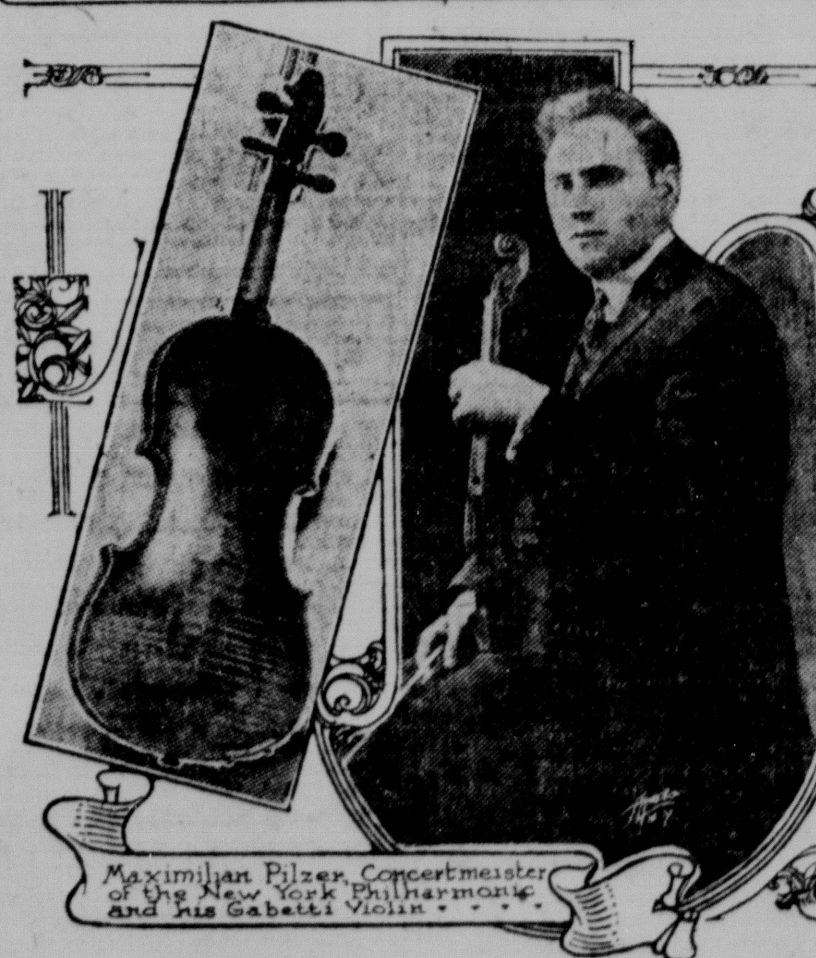 Maximilian Pilzer, Concertmeister
of the New York Philharmonic
and his Gabetti Violin